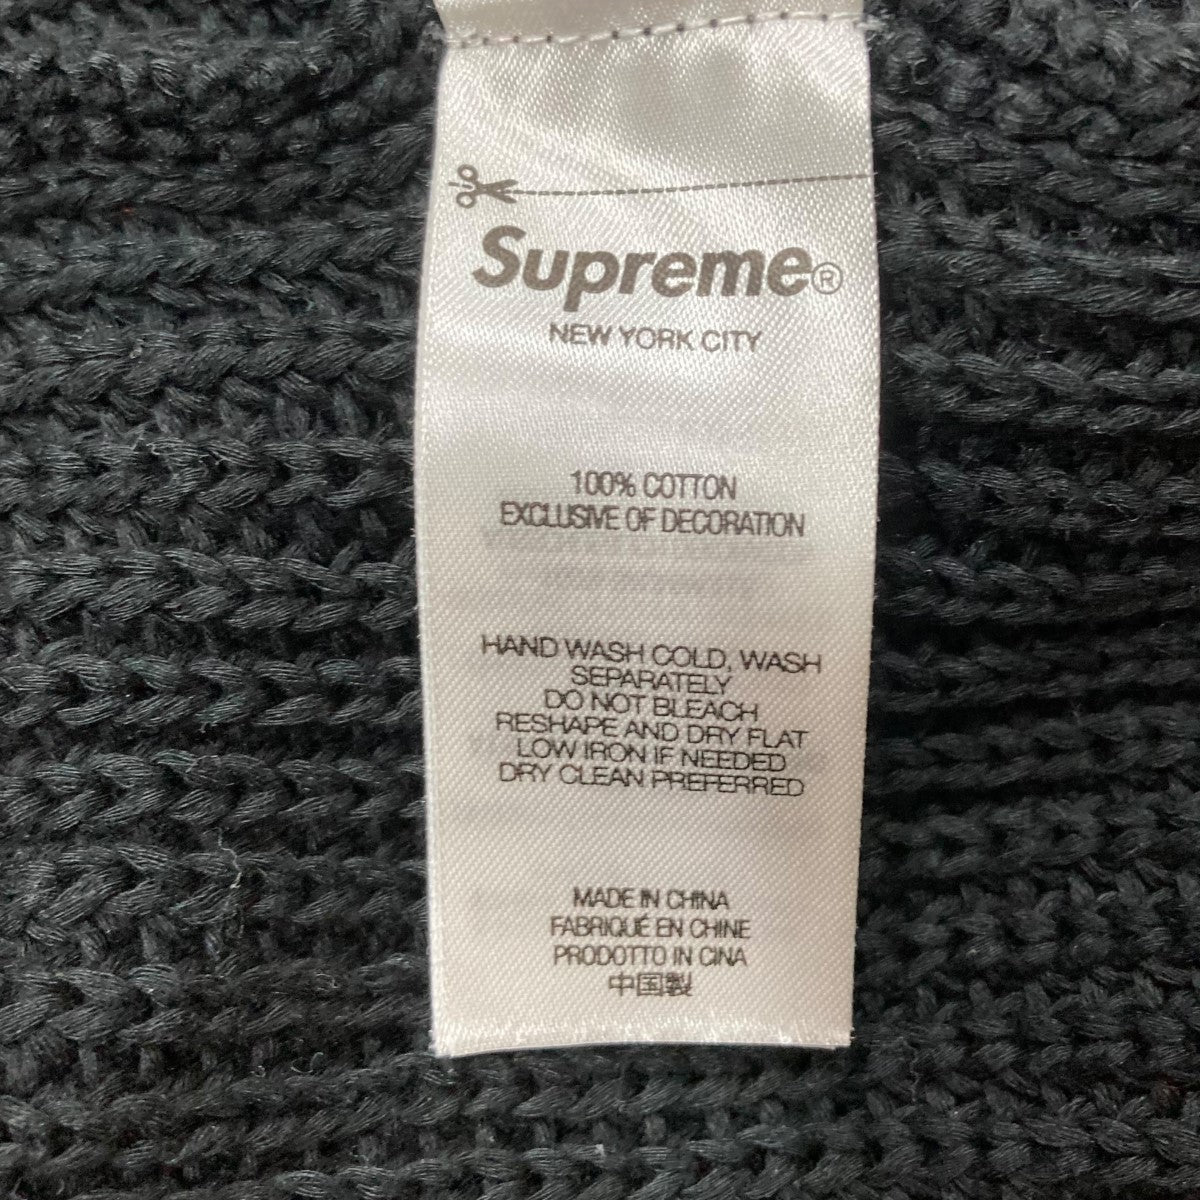 Supreme®
NEW YORK CITY
100% COTTON
EXCLUSIVE OF DECORATION
HAND WASH COLD, WASH
SEPARATELY
DO NOT BLEACH
RESHAPE AND DRY FLAT
LOW IRON IF NEEDED
DRY CLEAN PREFERRED
MADE IN CHINA
FABRIQUÉ EN CHINE
PRODOTTO IN CINA
中国製